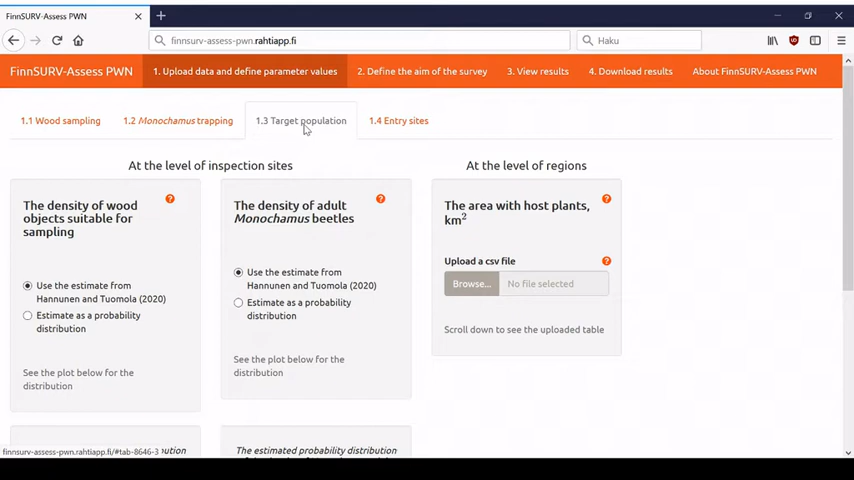 FinnSURV-Assess PWN
finnsurv-assess-pwn.rahtiapp.fi
Haku
FinnSURV-Assess PWN
1. Upload data and define parameter values
2. Define the aim of the survey
3. View results
4. Download results
About FinnSURV-Assess PWN
1.1 Wood sampling
1.2 Monochamus trapping
1.3 Target population
1.4 Entry sites
At the level of inspection sites
At the level of regions
The density of wood
objects suitable for
sampling
?
Use the estimate from
Hannunen and Tuomola (2020)
Estimate as a probability
distribution
See the plot below for the
distribution
The density of adult
Monochamus beetles
?
Use the estimate from
Hannunen and Tuomola (2020)
Estimate as a probability
distribution
See the plot below for the
distribution
The area with host plants,
km²
?
Upload a csv file
?
Browse...
No file selected
Scroll down to see the uploaded table
finnsurv-assess-pwn.rahtiapp.fi/#tab-8646-3
The estimated probability distribution